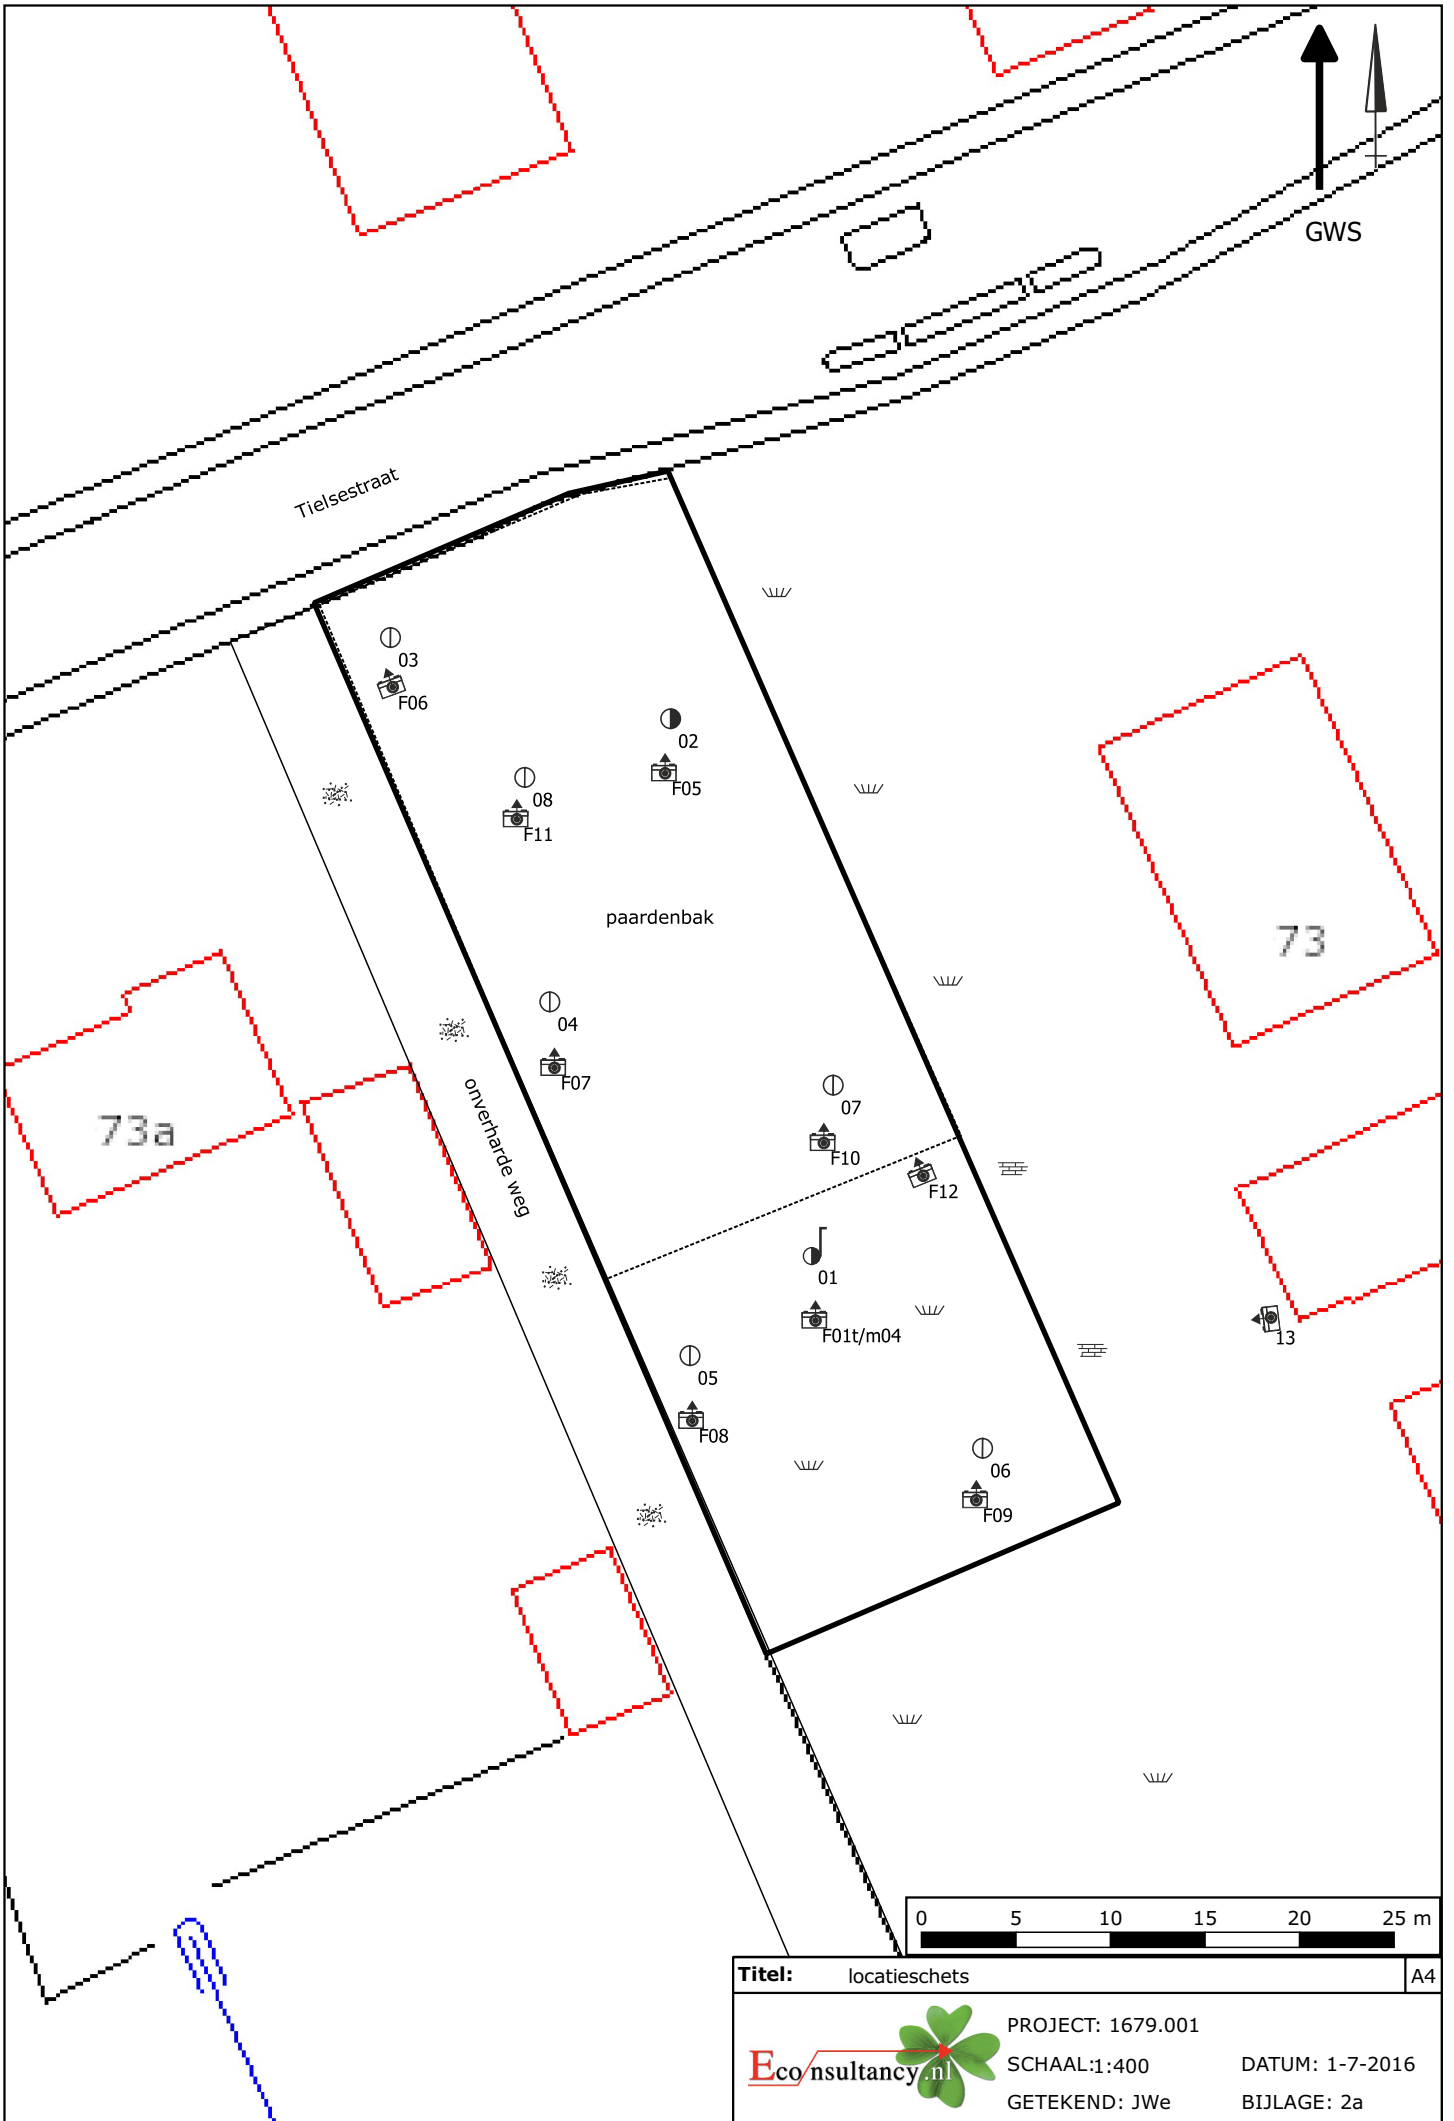 GWS
Tielsestraat
03
F06
02
F05
08
F11
paardenbak
73
04
F07
07
F10
73a
onverharde weg
F12
01
F01t/m04
13
05
F08
06
F09
0 5 10 15 20 25 m
Titel: locatieschets A4
PROJECT: 1679.001
Econsultancy.nl
SCHAAL:1:400 DATUM: 1-7-2016
GETEKEND: JWe BIJLAGE: 2a